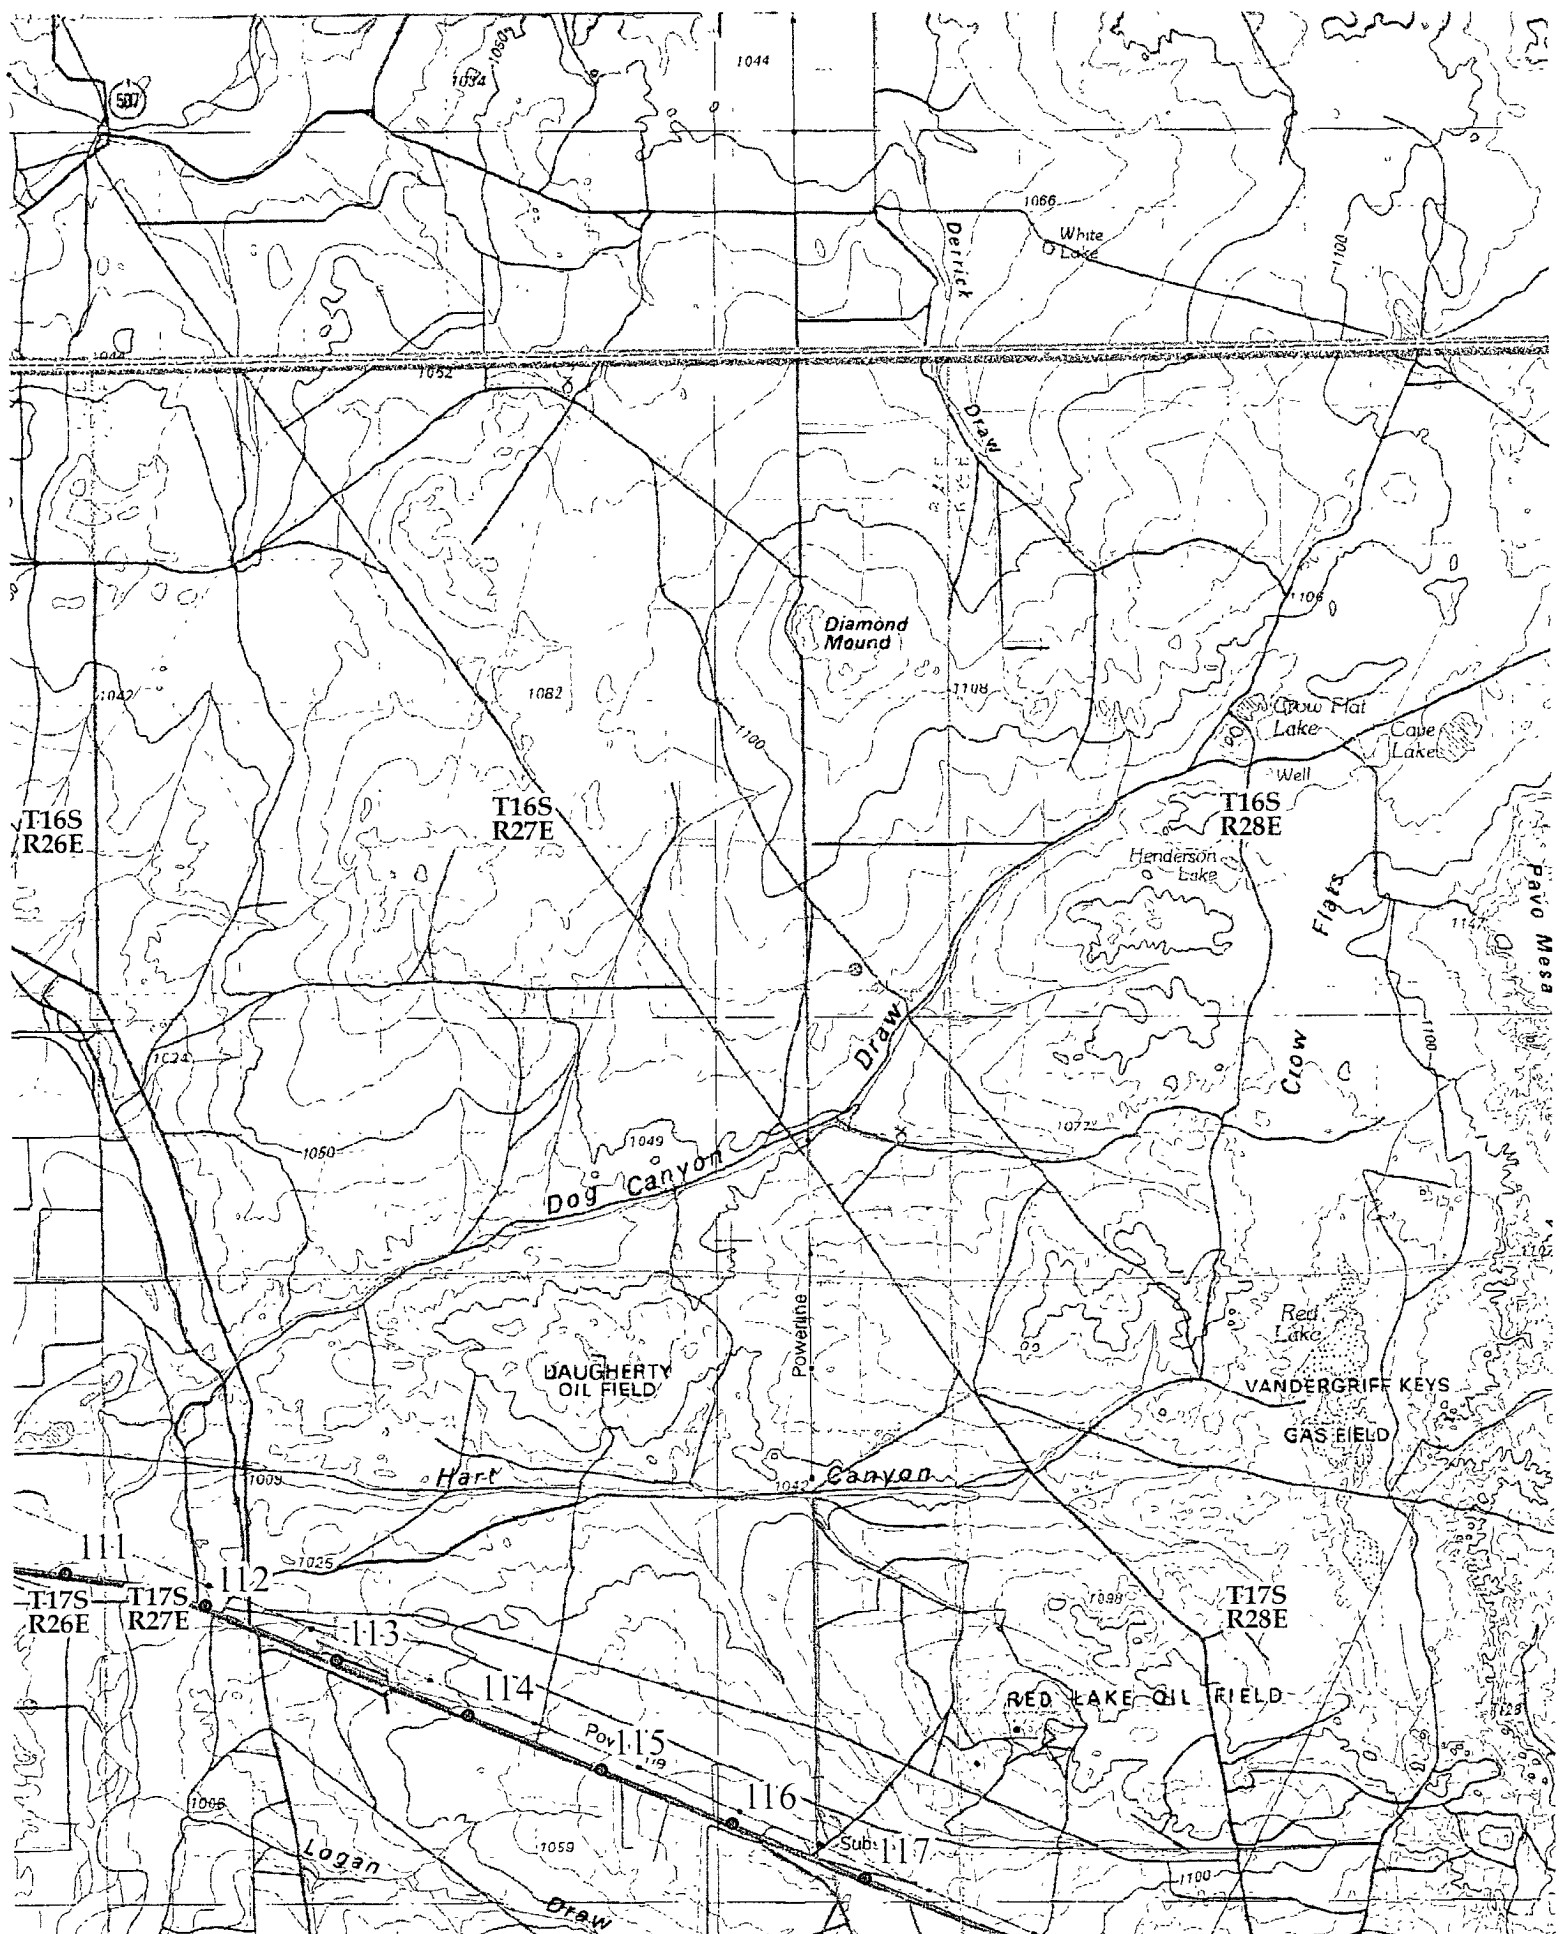 1050
1034
1044
507
1066
White
Lake
Derrick
1100
1044
1052
Draw
1106
Diamond
Mound
1042
1082
1108
Crow Flat
Lake
Cave
Lake
1100
Well
T16S
R26E
T16S
R27E
T16S
R28E
Henderson
Lake
Flats
Pavo Mesa
1147
Draw
1024
1100
Crow
1077
1050
1049
Dog Canyon
Powerline
Red
Lake
DAUGHERTY
OIL FIELD
VANDERGRIFF KEYS
GAS FIELD
1009
Hart
1042
Canyon
111
1025
112
T17S
R26E
T17S
R27E
1098
T17S
R28E
113
114
RED LAKE OIL FIELD
1123
115
116
1006
Sub
117
Logan
1059
1100
Draw